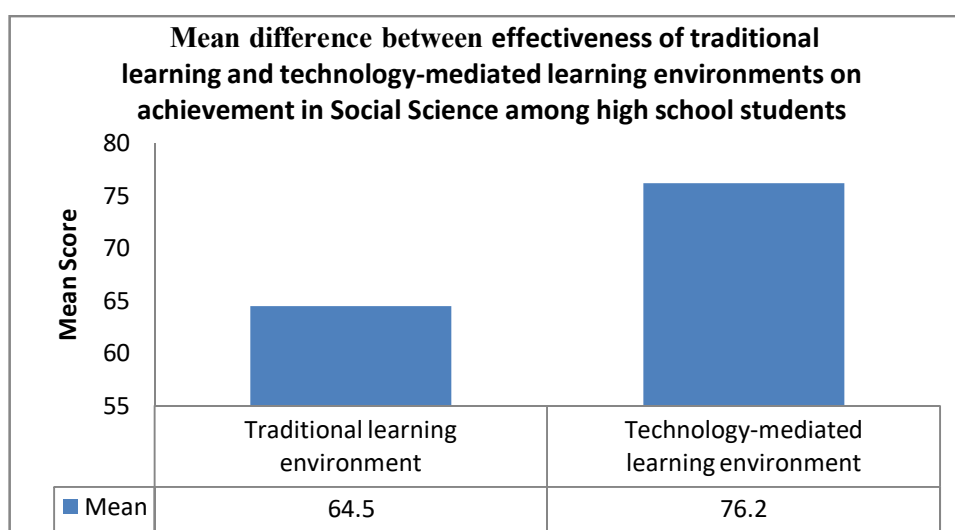 Mean difference between effectiveness of traditional
learning and technology-mediated learning environments on
achievement in Social Science among high school students
80
75
70
65
60
55
Mean Score
Traditional learning
environment
Technology-mediated
learning environment
Mean 64.5 76.2